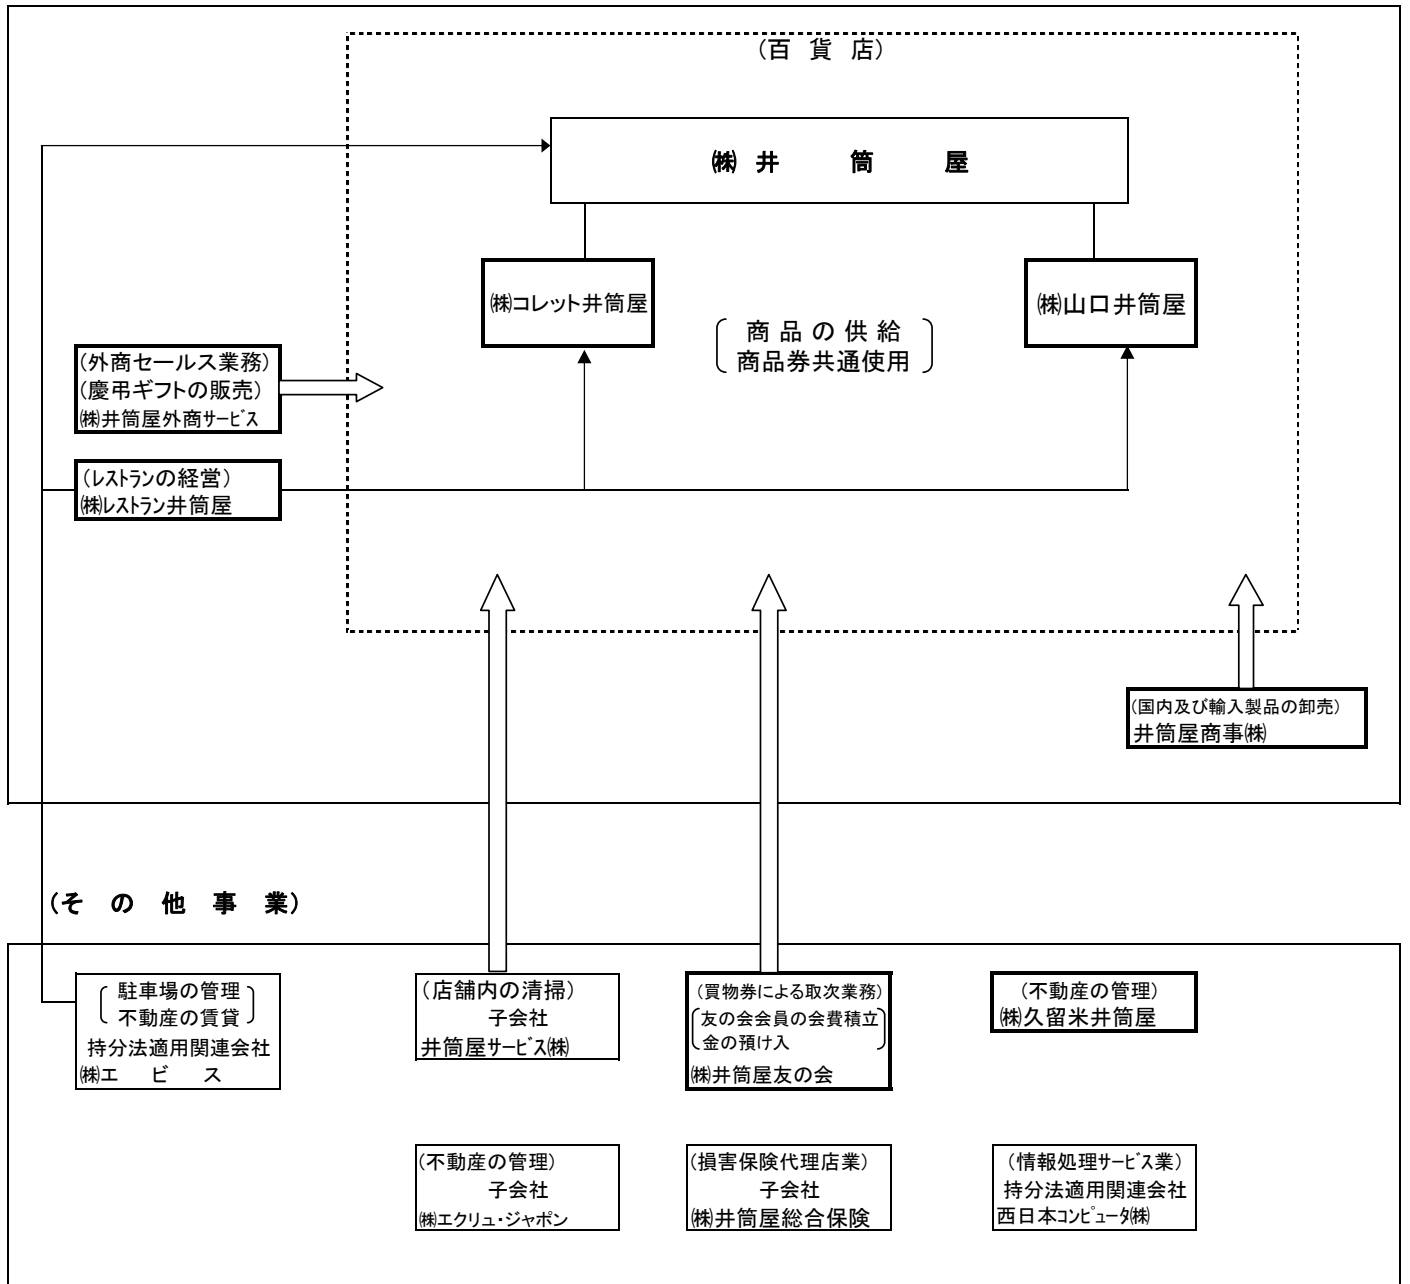 (百 貨 店)
㈱ 井 筒 屋
㈱コレット井筒屋
㈱山口井筒屋
商 品 の 供 給
商品券共通使用
(外商セールス業務)
(慶弔ギフトの販売)
㈱井筒屋外商ｻｰﾋﾞｽ
(ﾚｽﾄﾗﾝの経営)
㈱ﾚｽﾄﾗﾝ井筒屋
(国内及び輸入製品の卸売)
井筒屋商事㈱
(そ の 他 事 業)
駐車場の管理
不動産の賃貸
持分法適用関連会社
㈱エ ビ ス
(店舗内の清掃)
子会社
井筒屋ｻｰﾋﾞｽ㈱
(買物券による取次業務)
友の会会員の会費積立
金の預け入
㈱井筒屋友の会
(不動産の管理)
㈱久留米井筒屋
(不動産の管理)
子会社
㈱エクリュ・ジャポン
(損害保険代理店業)
子会社
㈱井筒屋総合保険
(情報処理ｻｰﾋﾞｽ業)
持分法適用関連会社
西日本ｺﾝﾋﾟｭｰﾀ㈱